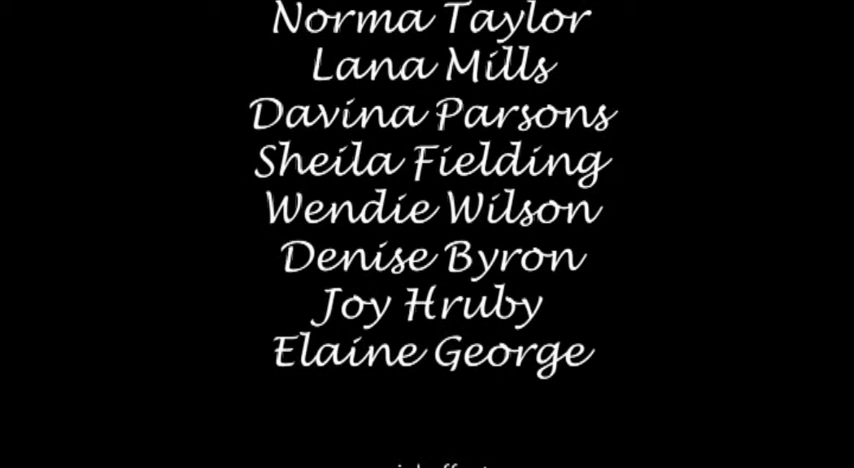 Norma Taylor
Lana Mills
Davina Parsons
Sheila Fielding
Wendie Wilson
Denise Byron
Joy Hruby
Elaine George